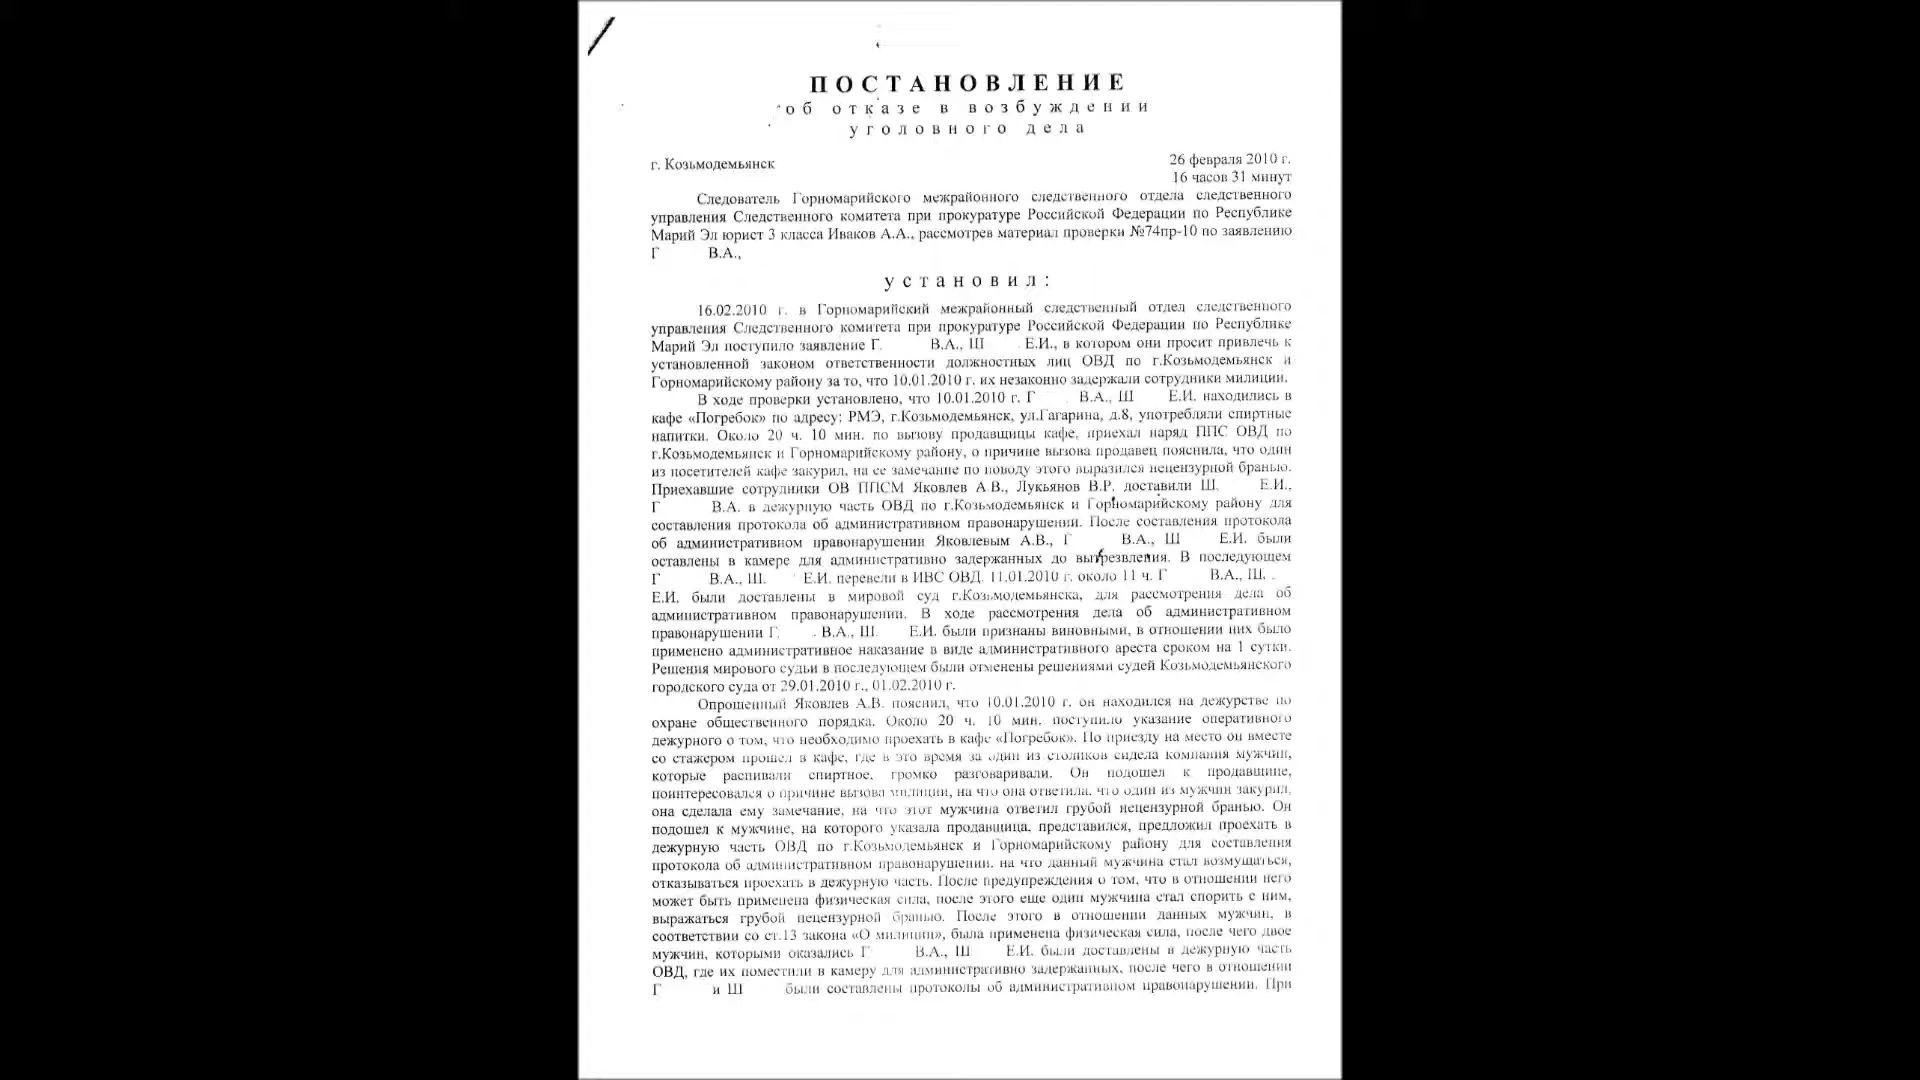 ПОСТАНОВЛЕНИЕ
об отказе в возбуждении
уголовного дела
г. Козьмодемьянск
26 февраля 2010 г.
16 часов 31 минут
Следователь Горномарийского межрайонного следственного отдела следственного
управления Следственного комитета при прокуратуре Российской Федерации по Республике
Марий Эл юрист 3 класса Иваков А.А., рассмотрев материал проверки №74пр-10 по заявлению
Г В.А.,
установил:
16.02.2010 г. в Горномарийский межрайонный следственный отдел следственного
управления Следственного комитета при прокуратуре Российской Федерации по Республике
Марий Эл поступило заявление Г. В.А., Ш Е.И., в котором они просит привлечь к
установленной законом ответственности должностных лиц ОВД по г.Козьмодемьянск и
Горномарийскому району за то, что 10.01.2010 г. их незаконно задержали сотрудники милиции.
В ходе проверки установлено, что 10.01.2010 г. Г В.А., Ш Е.И. находились в
кафе «Погребок» по адресу: РМЭ, г.Козьмодемьянск, ул.Гагарина, д.8, употребляли спиртные
напитки. Около 20 ч. 10 мин. по вызову продавщицы кафе, приехал наряд ППС ОВД по
г.Козьмодемьянск и Горномарийскому району, о причине вызова продавец пояснила, что один
из посетителей кафе закурил, на ее замечание по поводу этого выразился нецензурной бранью.
Приехавшие сотрудники ОВ ППСМ Яковлев А.В., Лукьянов В.Р. доставили Ш. Е.И.,
Г В.А. в дежурную часть ОВД по г.Козьмодемьянск и Горномарийскому району для
составления протокола об административном правонарушении. После составления протокола
об административном правонарушении Яковлевым А.В., Г В.А., Ш Е.И. были
оставлены в камере для административно задержанных до вытрезвления. В последующем
Г В.А., Ш. Е.И. перевели в ИВС ОВД. 11.01.2010 г. около 11 ч. Г В.А., Ш.
Е.И. были доставлены в мировой суд г.Козьмодемьянска, для рассмотрения дела об
административном правонарушении. В ходе рассмотрения дела об административном
правонарушении Г. В.А., Ш. Е.И. были признаны виновными, в отношении них было
применено административное наказание в виде административного ареста сроком на 1 сутки.
Решения мирового судьи в последующем были отменены решениями судей Козьмодемьянского
городского суда от 29.01.2010 г., 01.02.2010 г.
Опрошенный Яковлев А.В. пояснил, что 10.01.2010 г. он находился на дежурстве по
охране общественного порядка. Около 20 ч. 10 мин. поступило указание оперативного
дежурного о том, что необходимо проехать в кафе «Погребок». По приезду на место он вместе
со стажером прошел в кафе, где в это время за один из столиков сидела компания мужчин,
которые распивали спиртное, громко разговаривали. Он подошел к продавщице,
поинтересовался о причине вызова милиции, на что она ответила, что один из мужчин закурил,
она сделала ему замечание, на что этот мужчина ответил грубой нецензурной бранью. Он
подошел к мужчине, на которого указала продавщица, представился, предложил проехать в
дежурную часть ОВД по г.Козьмодемьянск и Горномарийскому району для составления
протокола об административном правонарушении, на что данный мужчина стал возмущаться,
отказываться проехать в дежурную часть. После предупреждения о том, что в отношении него
может быть применена физическая сила, после этого еще один мужчина стал спорить с ним,
выражаться грубой нецензурной бранью. После этого в отношении данных мужчин, в
соответствии со ст.13 закона «О милиции», была применена физическая сила, после чего двое
мужчин, которыми оказались Г В.А., Ш Е.И. были доставлены в дежурную часть
ОВД, где их поместили в камеру для административно задержанных, после чего в отношении
Г и Ш были составлены протоколы об административном правонарушении. При